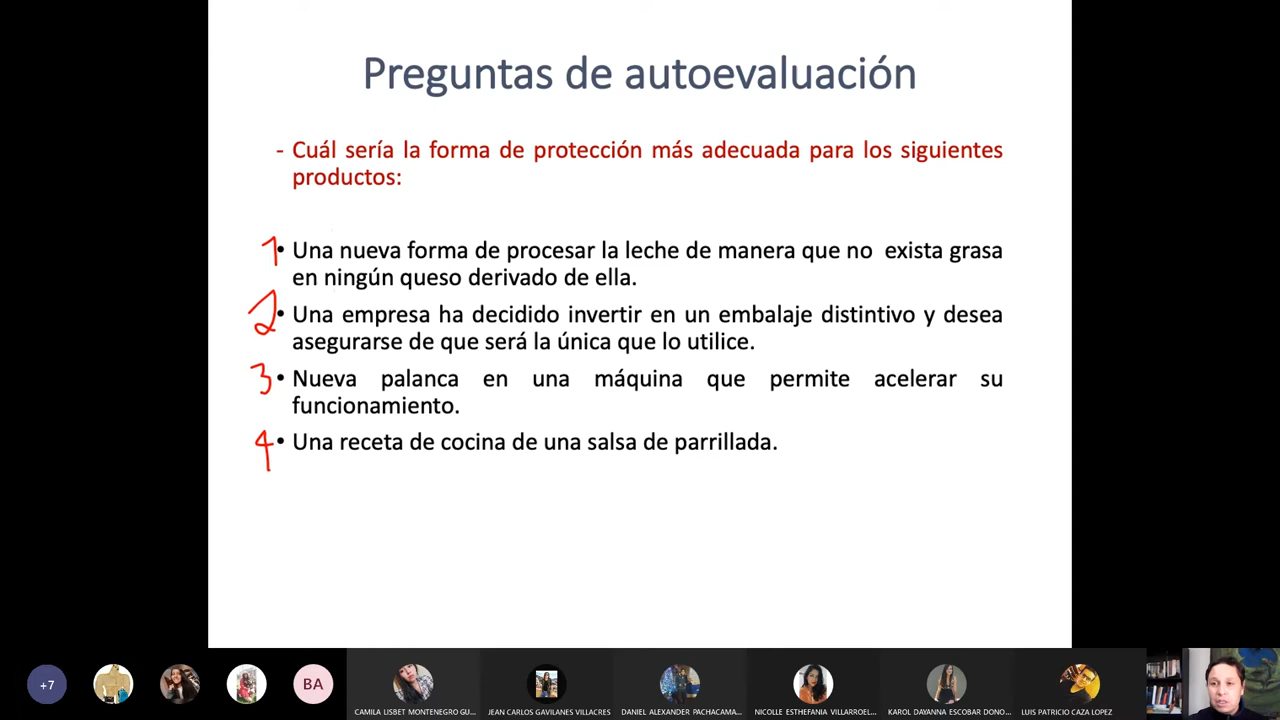 Preguntas de autoevaluación
- Cuál sería la forma de protección más adecuada para los siguientes
productos:
1 • Una nueva forma de procesar la leche de manera que no existe grasa
en ningún queso derivado de ella.
2 • Una empresa ha decidido invertir en un embalaje distintivo y desea
asegurarse de que será la única que lo utilice.
3 • Nueva palanca en una máquina que permite acelerar su
funcionamiento.
4 • Una receta de cocina de una salsa de parrillada.
+7
BA
CAMILA LISBET MONTENEGRO GU...
JEAN CARLOS GAVILANES VILLACRES
DANIEL ALEXANDER PACHACAMA...
NICOLLE ESTHEFANIA VILLARROEL...
KAROL DAYANNA ESCOBAR DONO...
LUIS PATRICIO CAZA LOPEZ